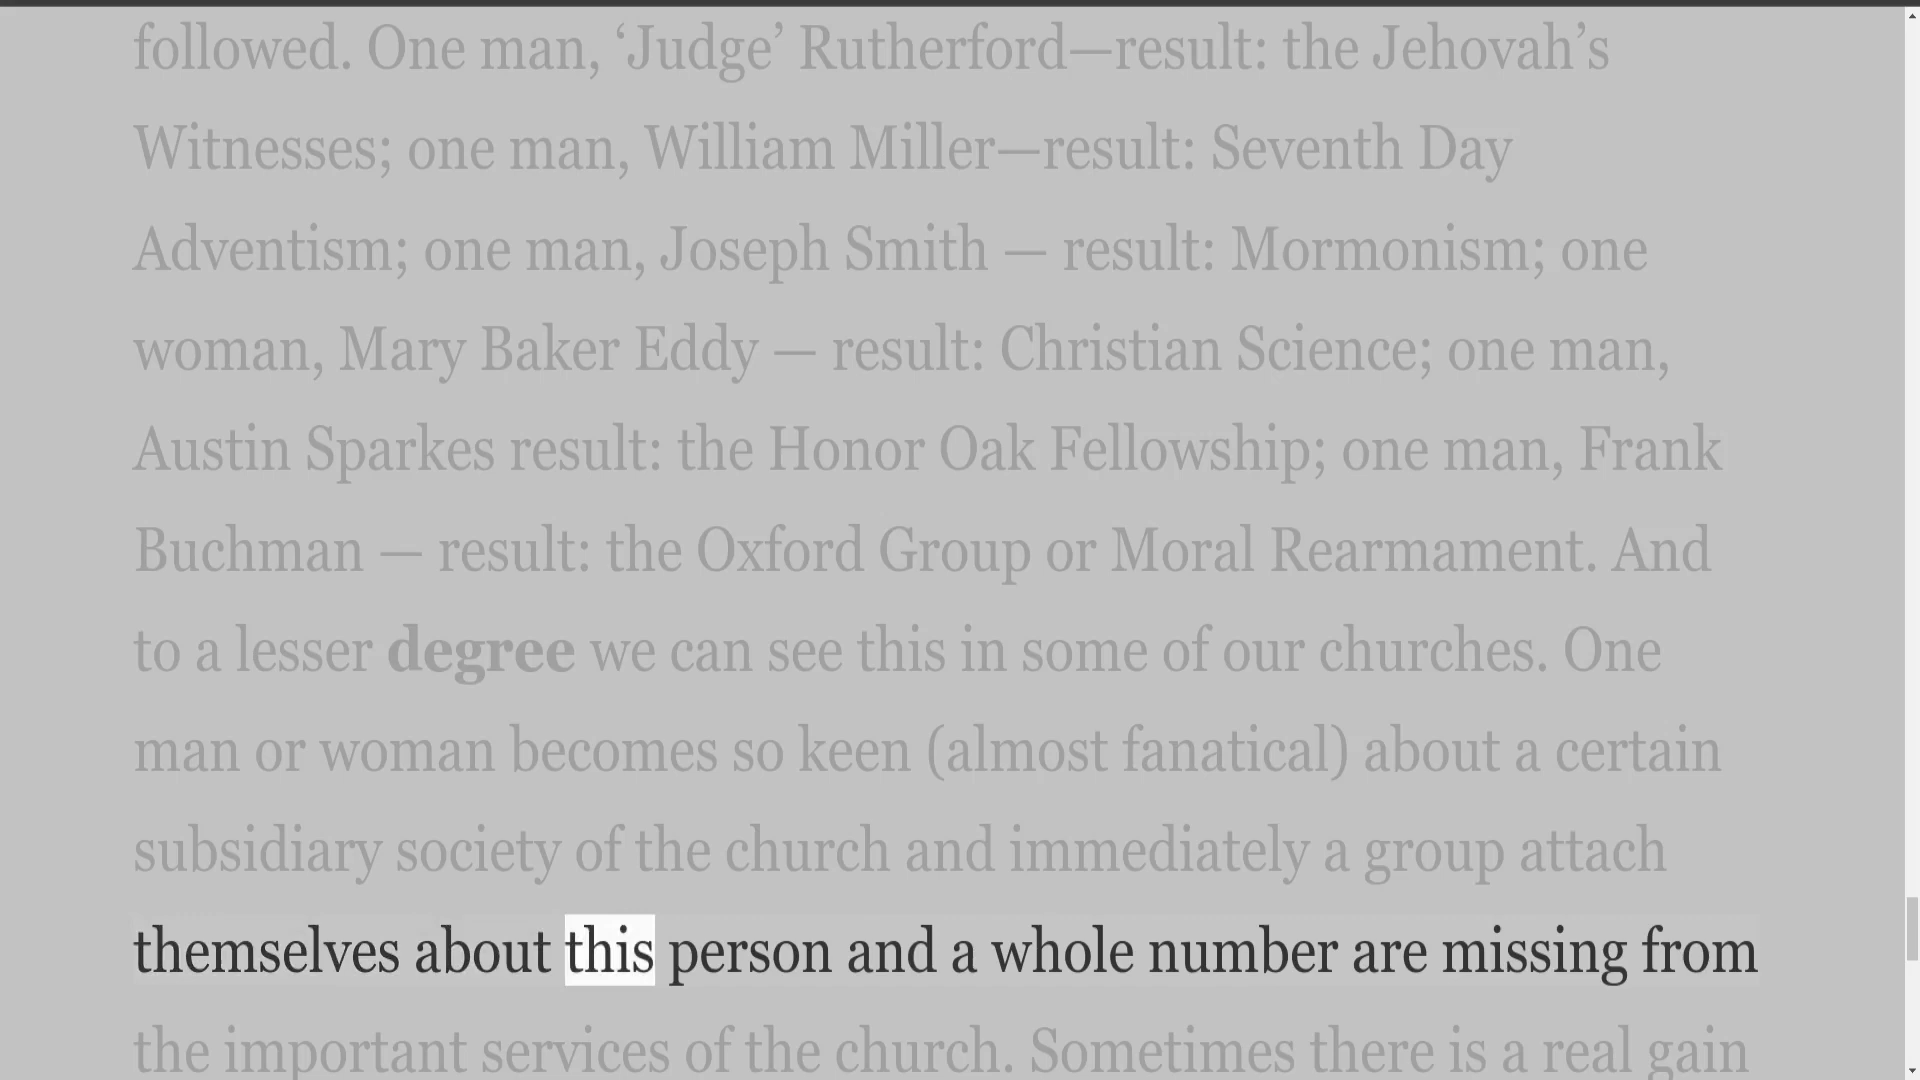 followed. One man, ‘Judge’ Rutherford—result: the Jehovah’s
Witnesses; one man, William Miller—result: Seventh Day
Adventism; one man, Joseph Smith — result: Mormonism; one
woman, Mary Baker Eddy — result: Christian Science; one man,
Austin Sparkes result: the Honor Oak Fellowship; one man, Frank
Buchman — result: the Oxford Group or Moral Rearmament. And
to a lesser degree we can see this in some of our churches. One
man or woman becomes so keen (almost fanatical) about a certain
subsidiary society of the church and immediately a group attach
themselves about this person and a whole number are missing from
the important services of the church. Sometimes there is a real gain